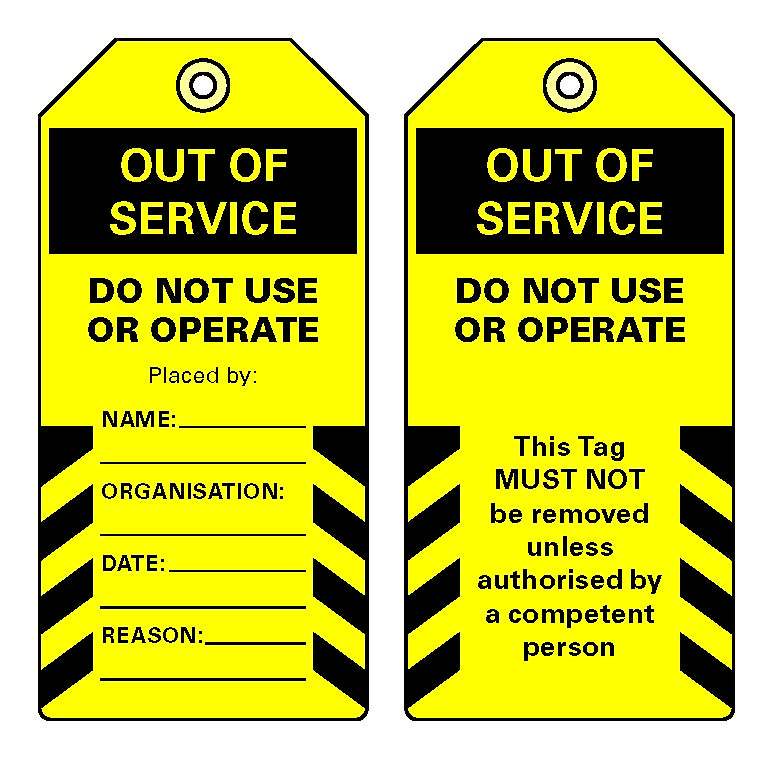 OUT OF
SERVICE
DO NOT USE
OR OPERATE
Placed by:
NAME:
ORGANISATION:
DATE:
REASON:
OUT OF
SERVICE
DO NOT USE
OR OPERATE
This Tag
MUST NOT
be removed
unless
authorised by
a competent
person